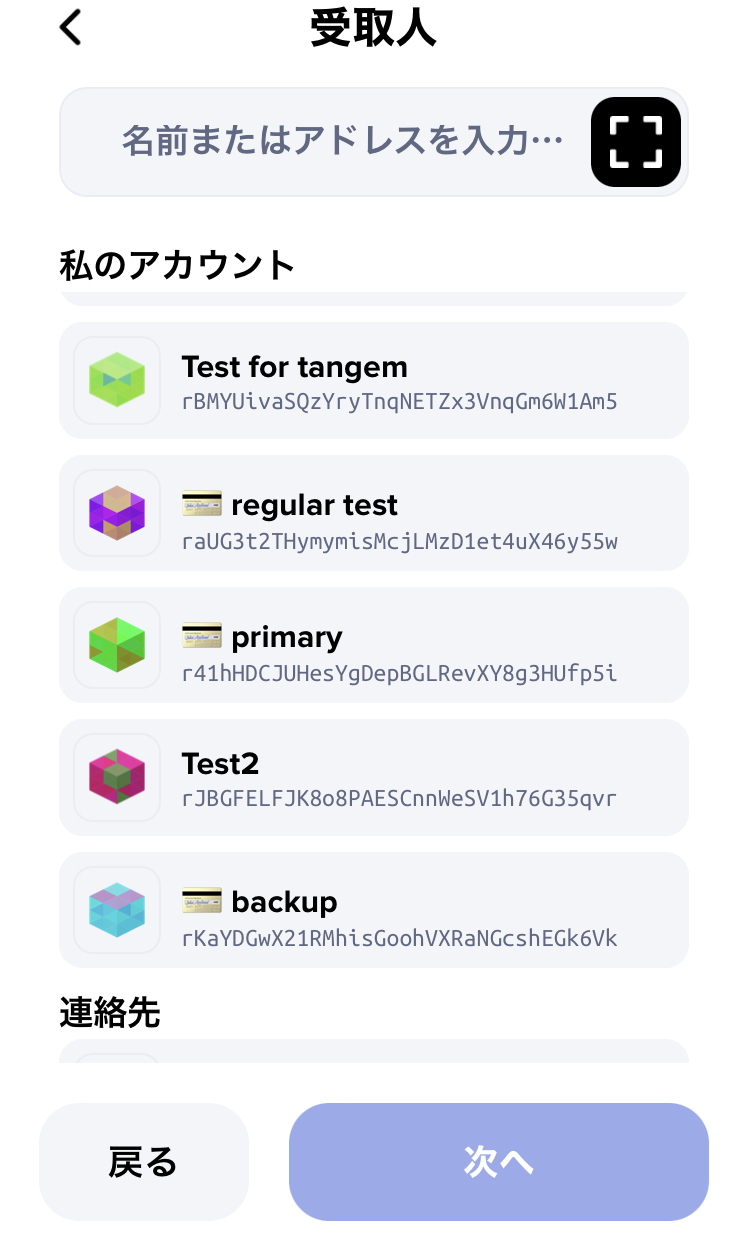 受取人
名前またはアドレスを入力…
私のアカウント
Test for tangem
rBMYUivaSQzYryTnqNETZx3VnqGm6W1Am5
regular test
raUG3t2THymymisMcjLMzD1et4uX46y55w
primary
r41hHDCJUHesYgDepBGLRevXY8g3HUfp5i
Test2
rJBGFELFJK8o8PAESCnnWeSV1h76G35qvr
backup
rKaYDGwX21RMhisGoohVXRaNGcshEGk6Vk
連絡先
戻る
次へ